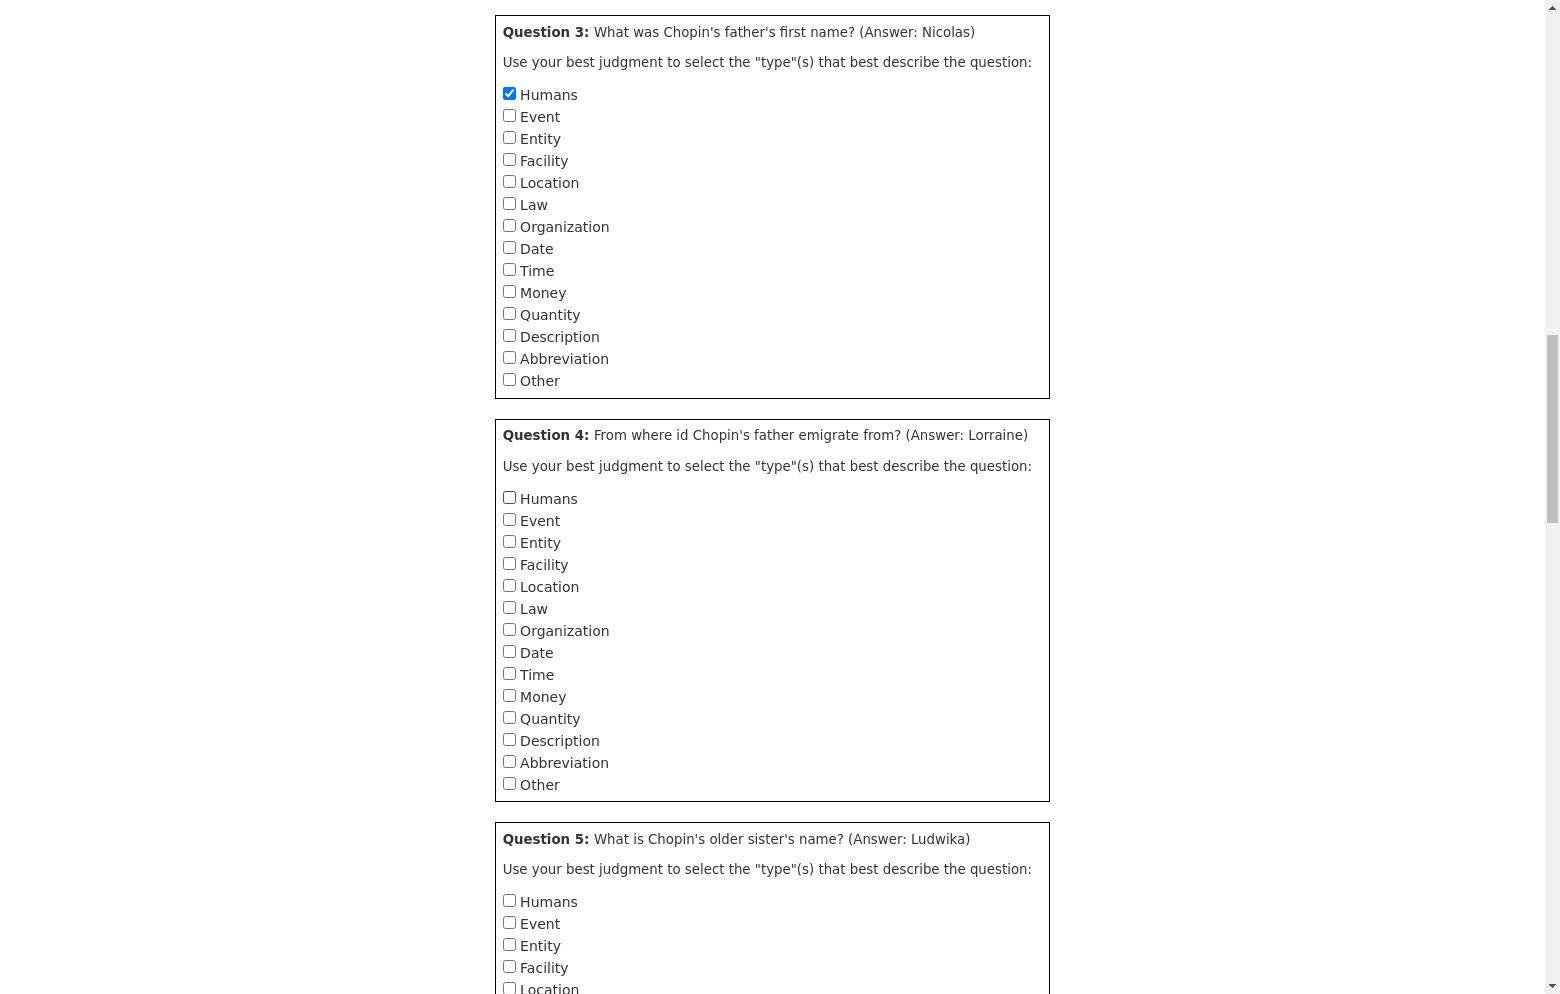 Question 3: What was Chopin's father's first name? (Answer: Nicolas)
Use your best judgment to select the "type"(s) that best describe the question:
Humans
Event
Entity
Facility
Location
Law
Organization
Date
Time
Money
Quantity
Description
Abbreviation
Other
Question 4: From where id Chopin's father emigrate from? (Answer: Lorraine)
Use your best judgment to select the "type"(s) that best describe the question:
Humans
Event
Entity
Facility
Location
Law
Organization
Date
Time
Money
Quantity
Description
Abbreviation
Other
Question 5: What is Chopin's older sister's name? (Answer: Ludwika)
Use your best judgment to select the "type"(s) that best describe the question:
Humans
Event
Entity
Facility
Location